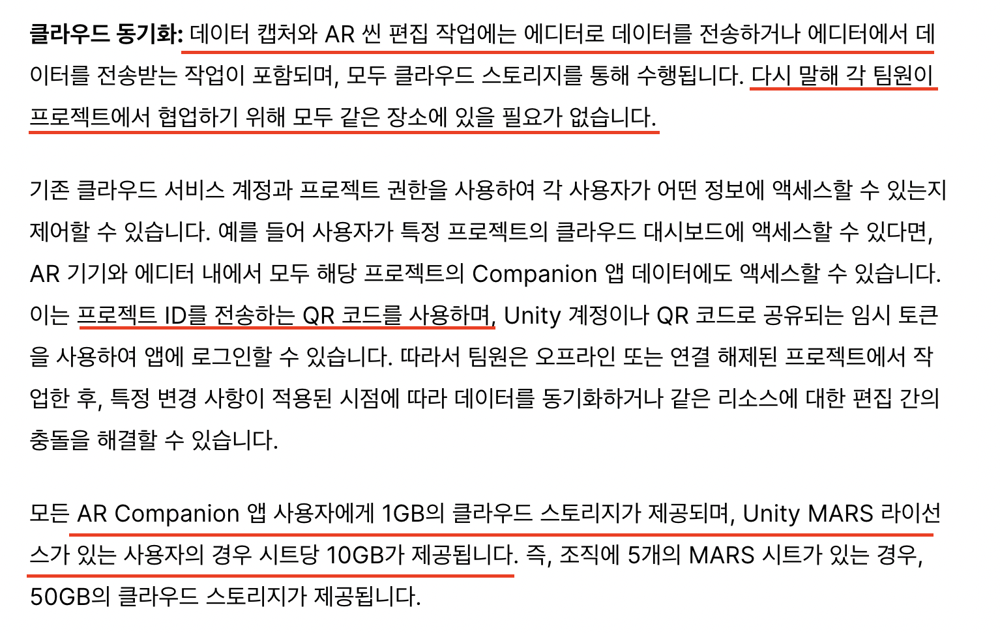 클라우드 동기화: 데이터 캡처와 AR 씬 편집 작업에는 에디터로 데이터를 전송하거나 에디터에서 데
이터를 전송받는 작업이 포함되며, 모두 클라우드 스토리지를 통해 수행됩니다. 다시 말해 각 팀원이
프로젝트에서 협업하기 위해 모두 같은 장소에 있을 필요가 없습니다.
기존 클라우드 서비스 계정과 프로젝트 권한을 사용하여 각 사용자가 어떤 정보에 액세스할 수 있는지
제어할 수 있습니다. 예를 들어 사용자가 특정 프로젝트의 클라우드 대시보드에 액세스할 수 있다면,
AR 기기와 에디터 내에서 모두 해당 프로젝트의 Companion 앱 데이터에도 액세스할 수 있습니다.
이는 프로젝트 ID를 전송하는 QR 코드를 사용하며, Unity 계정이나 QR 코드로 공유되는 임시 토큰
을 사용하여 앱에 로그인할 수 있습니다. 따라서 팀원은 오프라인 또는 연결 해제된 프로젝트에서 작
업한 후, 특정 변경 사항이 적용된 시점에 따라 데이터를 동기화하거나 같은 리소스에 대한 편집 간의
충돌을 해결할 수 있습니다.
모든 AR Companion 앱 사용자에게 1GB의 클라우드 스토리지가 제공되며, Unity MARS 라이선
스가 있는 사용자의 경우 시트당 10GB가 제공됩니다. 즉, 조직에 5개의 MARS 시트가 있는 경우,
50GB의 클라우드 스토리지가 제공됩니다.